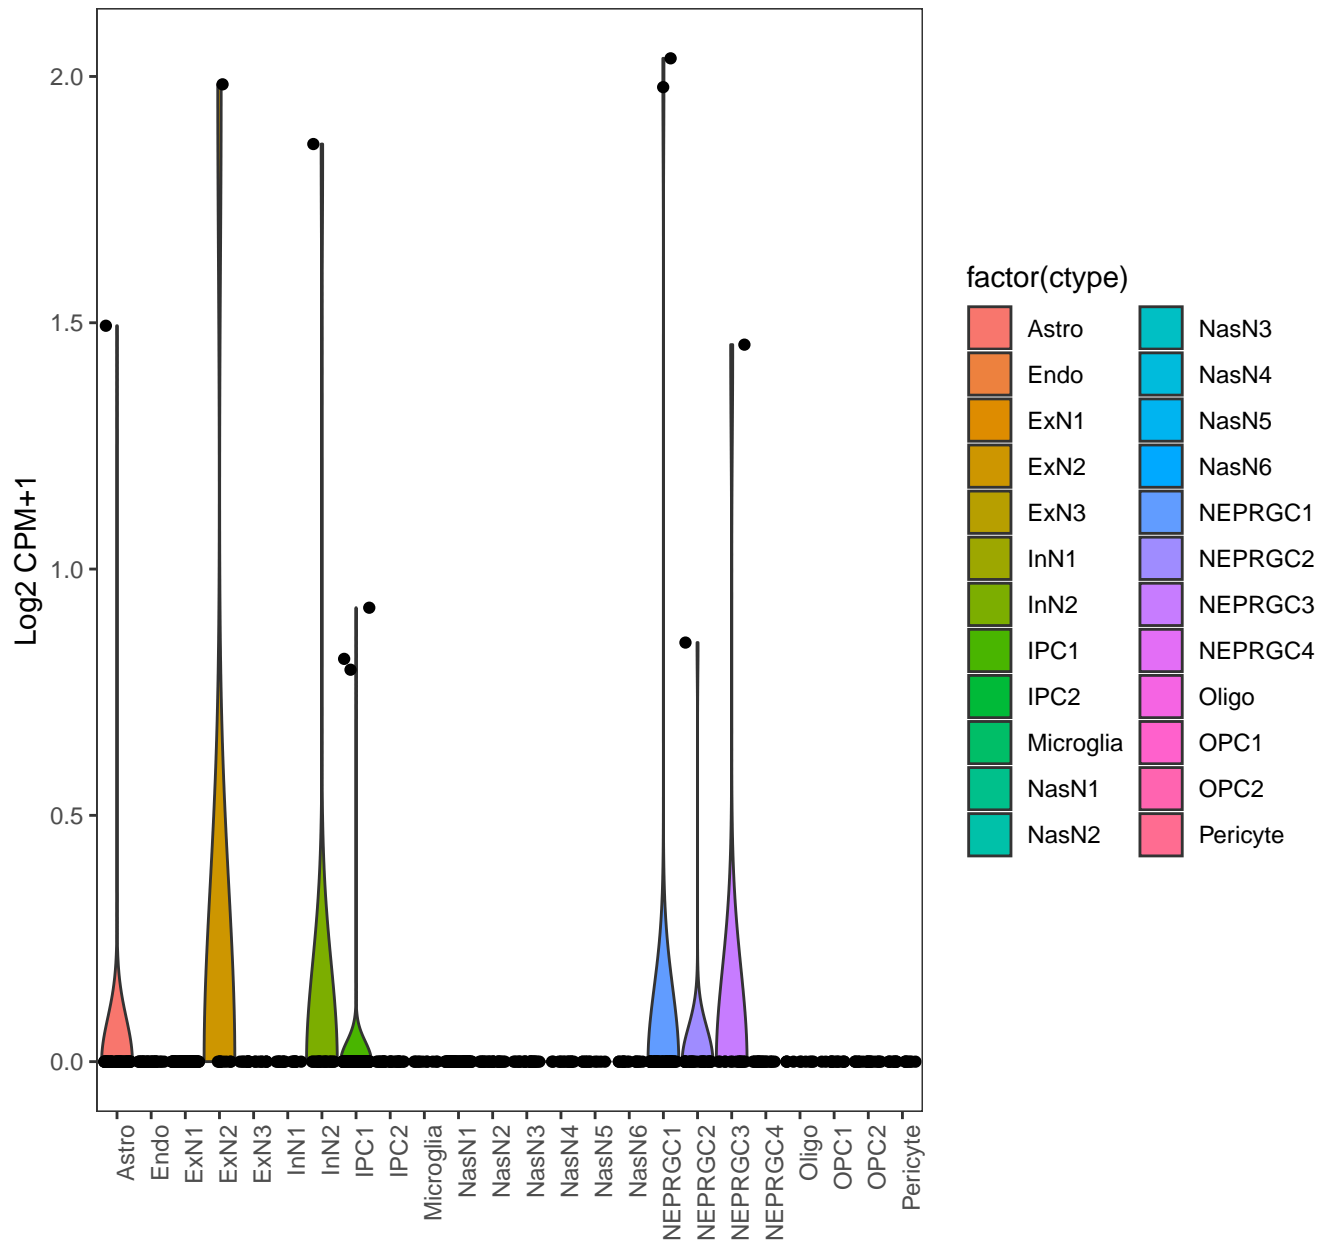 Log2 CPM+1
2.0
1.5
1.0
0.5
0.0
Astro
Endo
ExN1
ExN2
ExN3
InN1
InN2
IPC1
IPC2
Microglia
NasN1
NasN2
NasN3
NasN4
NasN5
NasN6
NEPRGC1
NEPRGC2
NEPRGC3
NEPRGC4
Oligo
OPC1
OPC2
Pericyte
factor(ctype)
Astro
Endo
ExN1
ExN2
ExN3
InN1
InN2
IPC1
IPC2
Microglia
NasN1
NasN2
NasN3
NasN4
NasN5
NasN6
NEPRGC1
NEPRGC2
NEPRGC3
NEPRGC4
Oligo
OPC1
OPC2
Pericyte